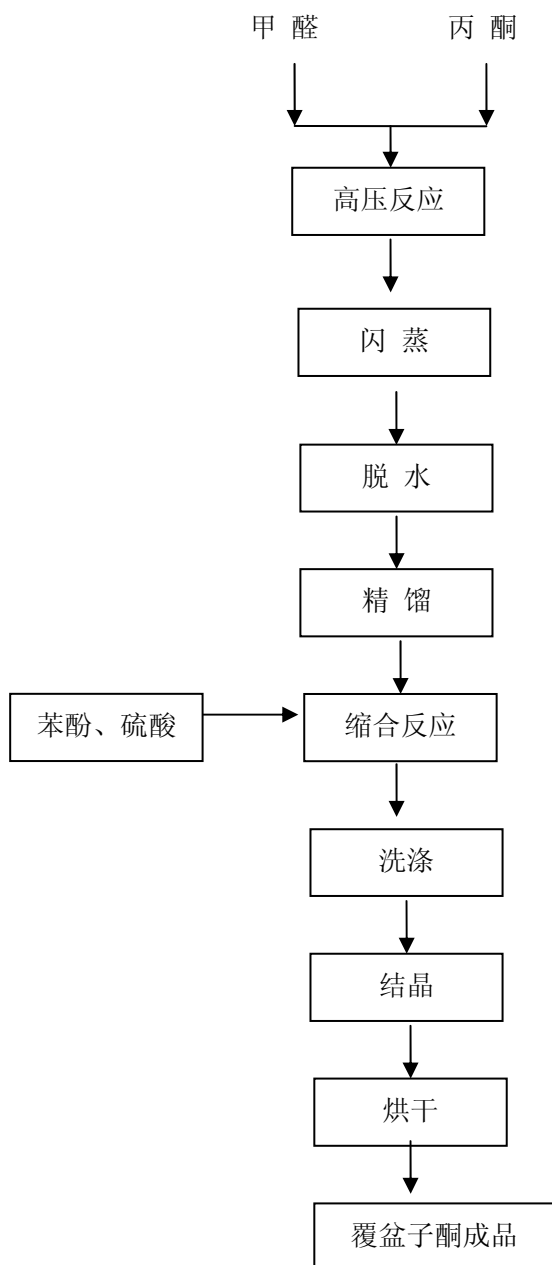 甲 醛 丙 酮
高压反应
闪 蒸
脱 水
精 馏
苯酚、硫酸 缩合反应
洗涤
结晶
烘干
覆盆子酮成品